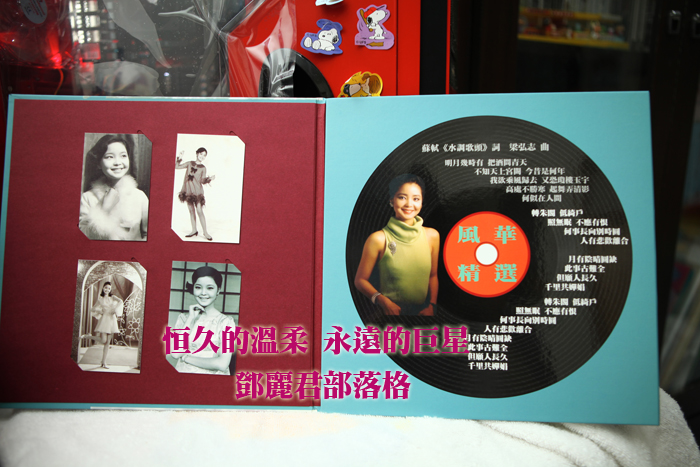 蘇軾《水調歌頭》詞 梁弘志 曲
明月幾時有 把酒問青天
不知天上宮闕 今昔是何年
我欲乘風歸去 又恐瓊樓玉宇
高處不勝寒 起舞弄清影
何似在人間
轉朱閣 低綺戶
照無眠 不應有恨
何事長向別時圓
人有悲歡離合
月有陰晴圓缺
此事古難全
但願人長久
千里共嬋娟
轉朱閣 低綺戶
照無眠 不應有恨
何事長向別時圓
人有悲歡離合
月有陰晴圓缺
此事古難全
但願人長久
千里共嬋娟
風華
精選
恒久的溫柔 永遠的巨星
鄧麗君部落格